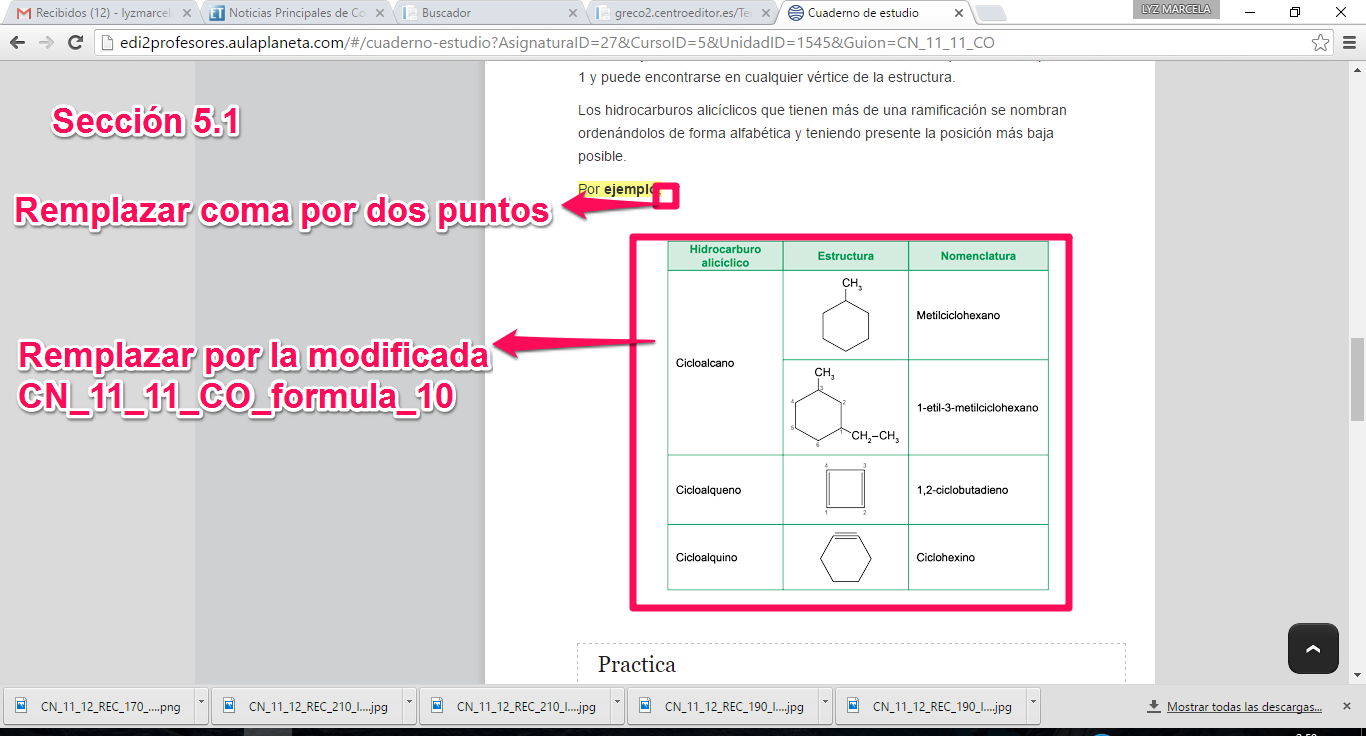 LYZ MARCELA
Recibidos (12) - lyzmarcel
Noticias Principales de Co
Buscador
greco2.centroeditor.es/Te
Cuaderno de estudio
edi2profesores.aulaplaneta.com/#/cuaderno-estudio?AsignaturaID=27&CursoID=5&UnidadID=1545&Guion=CN_11_11_CO
1 y puede encontrarse en cualquier vértice de la estructura.
Los hidrocarburos alicíclicos que tienen más de una ramificación se nombran
ordenándolos de forma alfabética y teniendo presente la posición más baja
posible.
Sección 5.1
Por ejemplo
Remplazar coma por dos puntos
Remplazar por la modificada
CN_11_11_CO_formula_10
Hidrocarburo
alicíclico
Estructura
Nomenclatura
Cicloalcano
CH3
Metilciclohexano
CH3
3
4
2
5
1
6
CH2–CH3
1-etil-3-metilciclohexano
Cicloalqueno
4 3
1 2
1,2-ciclobutadieno
Cicloalquino
Ciclohexino
Practica
CN_11_12_REC_170_....png
CN_11_12_REC_210_I....jpg
CN_11_12_REC_210_I....jpg
CN_11_12_REC_190_I....jpg
CN_11_12_REC_190_I....jpg
Mostrar todas las descargas...